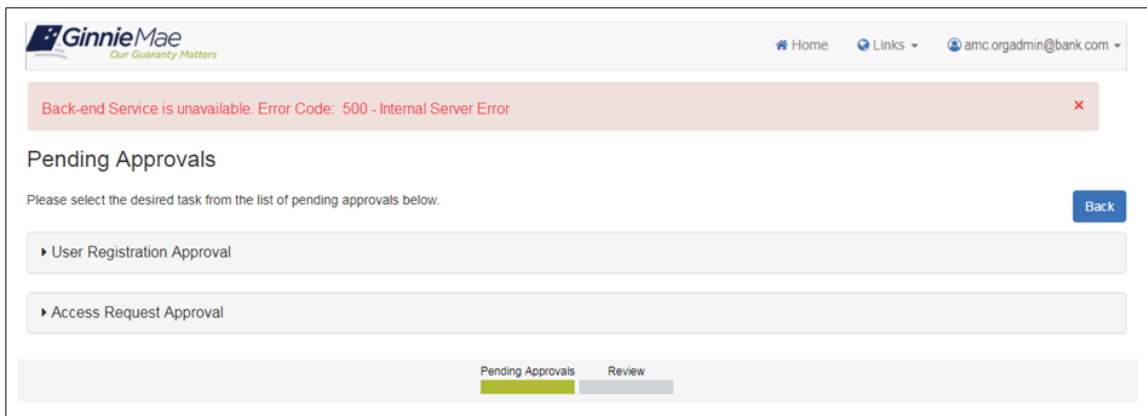 GinnieMae
Our Guaranty Matters
Home Links amc.orgadmin@bank.com
Back-end Service is unavailable. Error Code: 500 - Internal Server Error ×
Pending Approvals
Please select the desired task from the list of pending approvals below.
Back
User Registration Approval
Access Request Approval
Pending Approvals Review